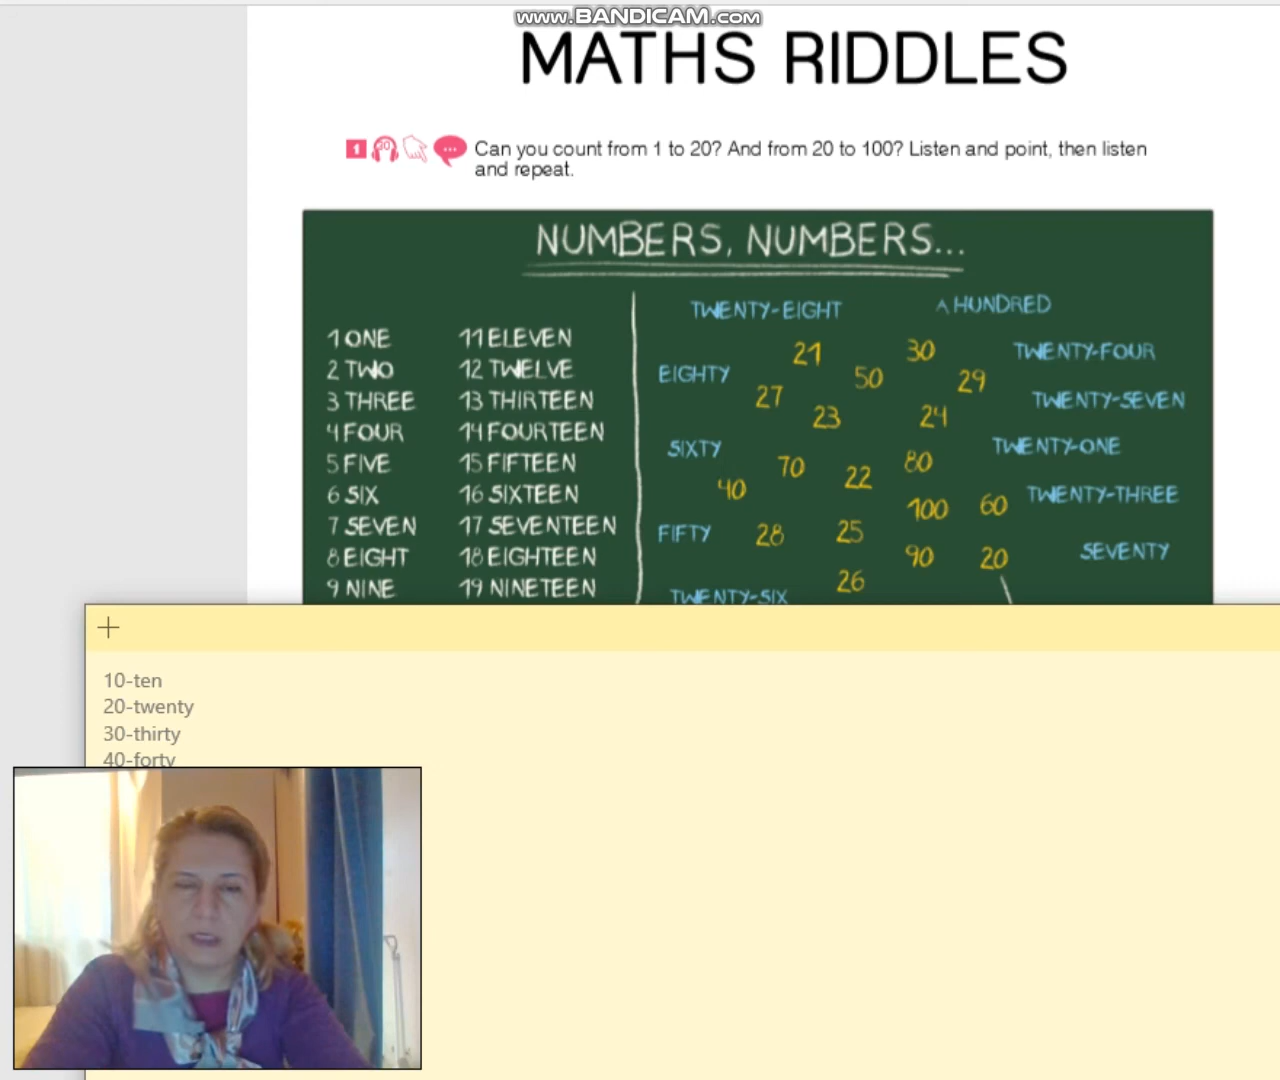 www.BANDICAM.com
MATHS RIDDLES
1 Can you count from 1 to 20? And from 20 to 100? Listen and point, then listen
and repeat.
NUMBERS, NUMBERS...
1 ONE
2 TWO
3 THREE
4 FOUR
5 FIVE
6 SIX
7 SEVEN
8 EIGHT
9 NINE
11 ELEVEN
12 TWELVE
13 THIRTEEN
14 FOURTEEN
15 FIFTEEN
16 SIXTEEN
17 SEVENTEEN
18 EIGHTEEN
19 NINETEEN
TWENTY-EIGHT
A HUNDRED
21
30
TWENTY-FOUR
EIGHTY
50
29
27
TWENTY-SEVEN
23
24
SIXTY
TWENTY-ONE
70
22
80
40
TWENTY-THREE
100
60
FIFTY
28
25
90
20
SEVENTY
26
TWENTY-SIX
10-ten
20-twenty
30-thirty
40-forty